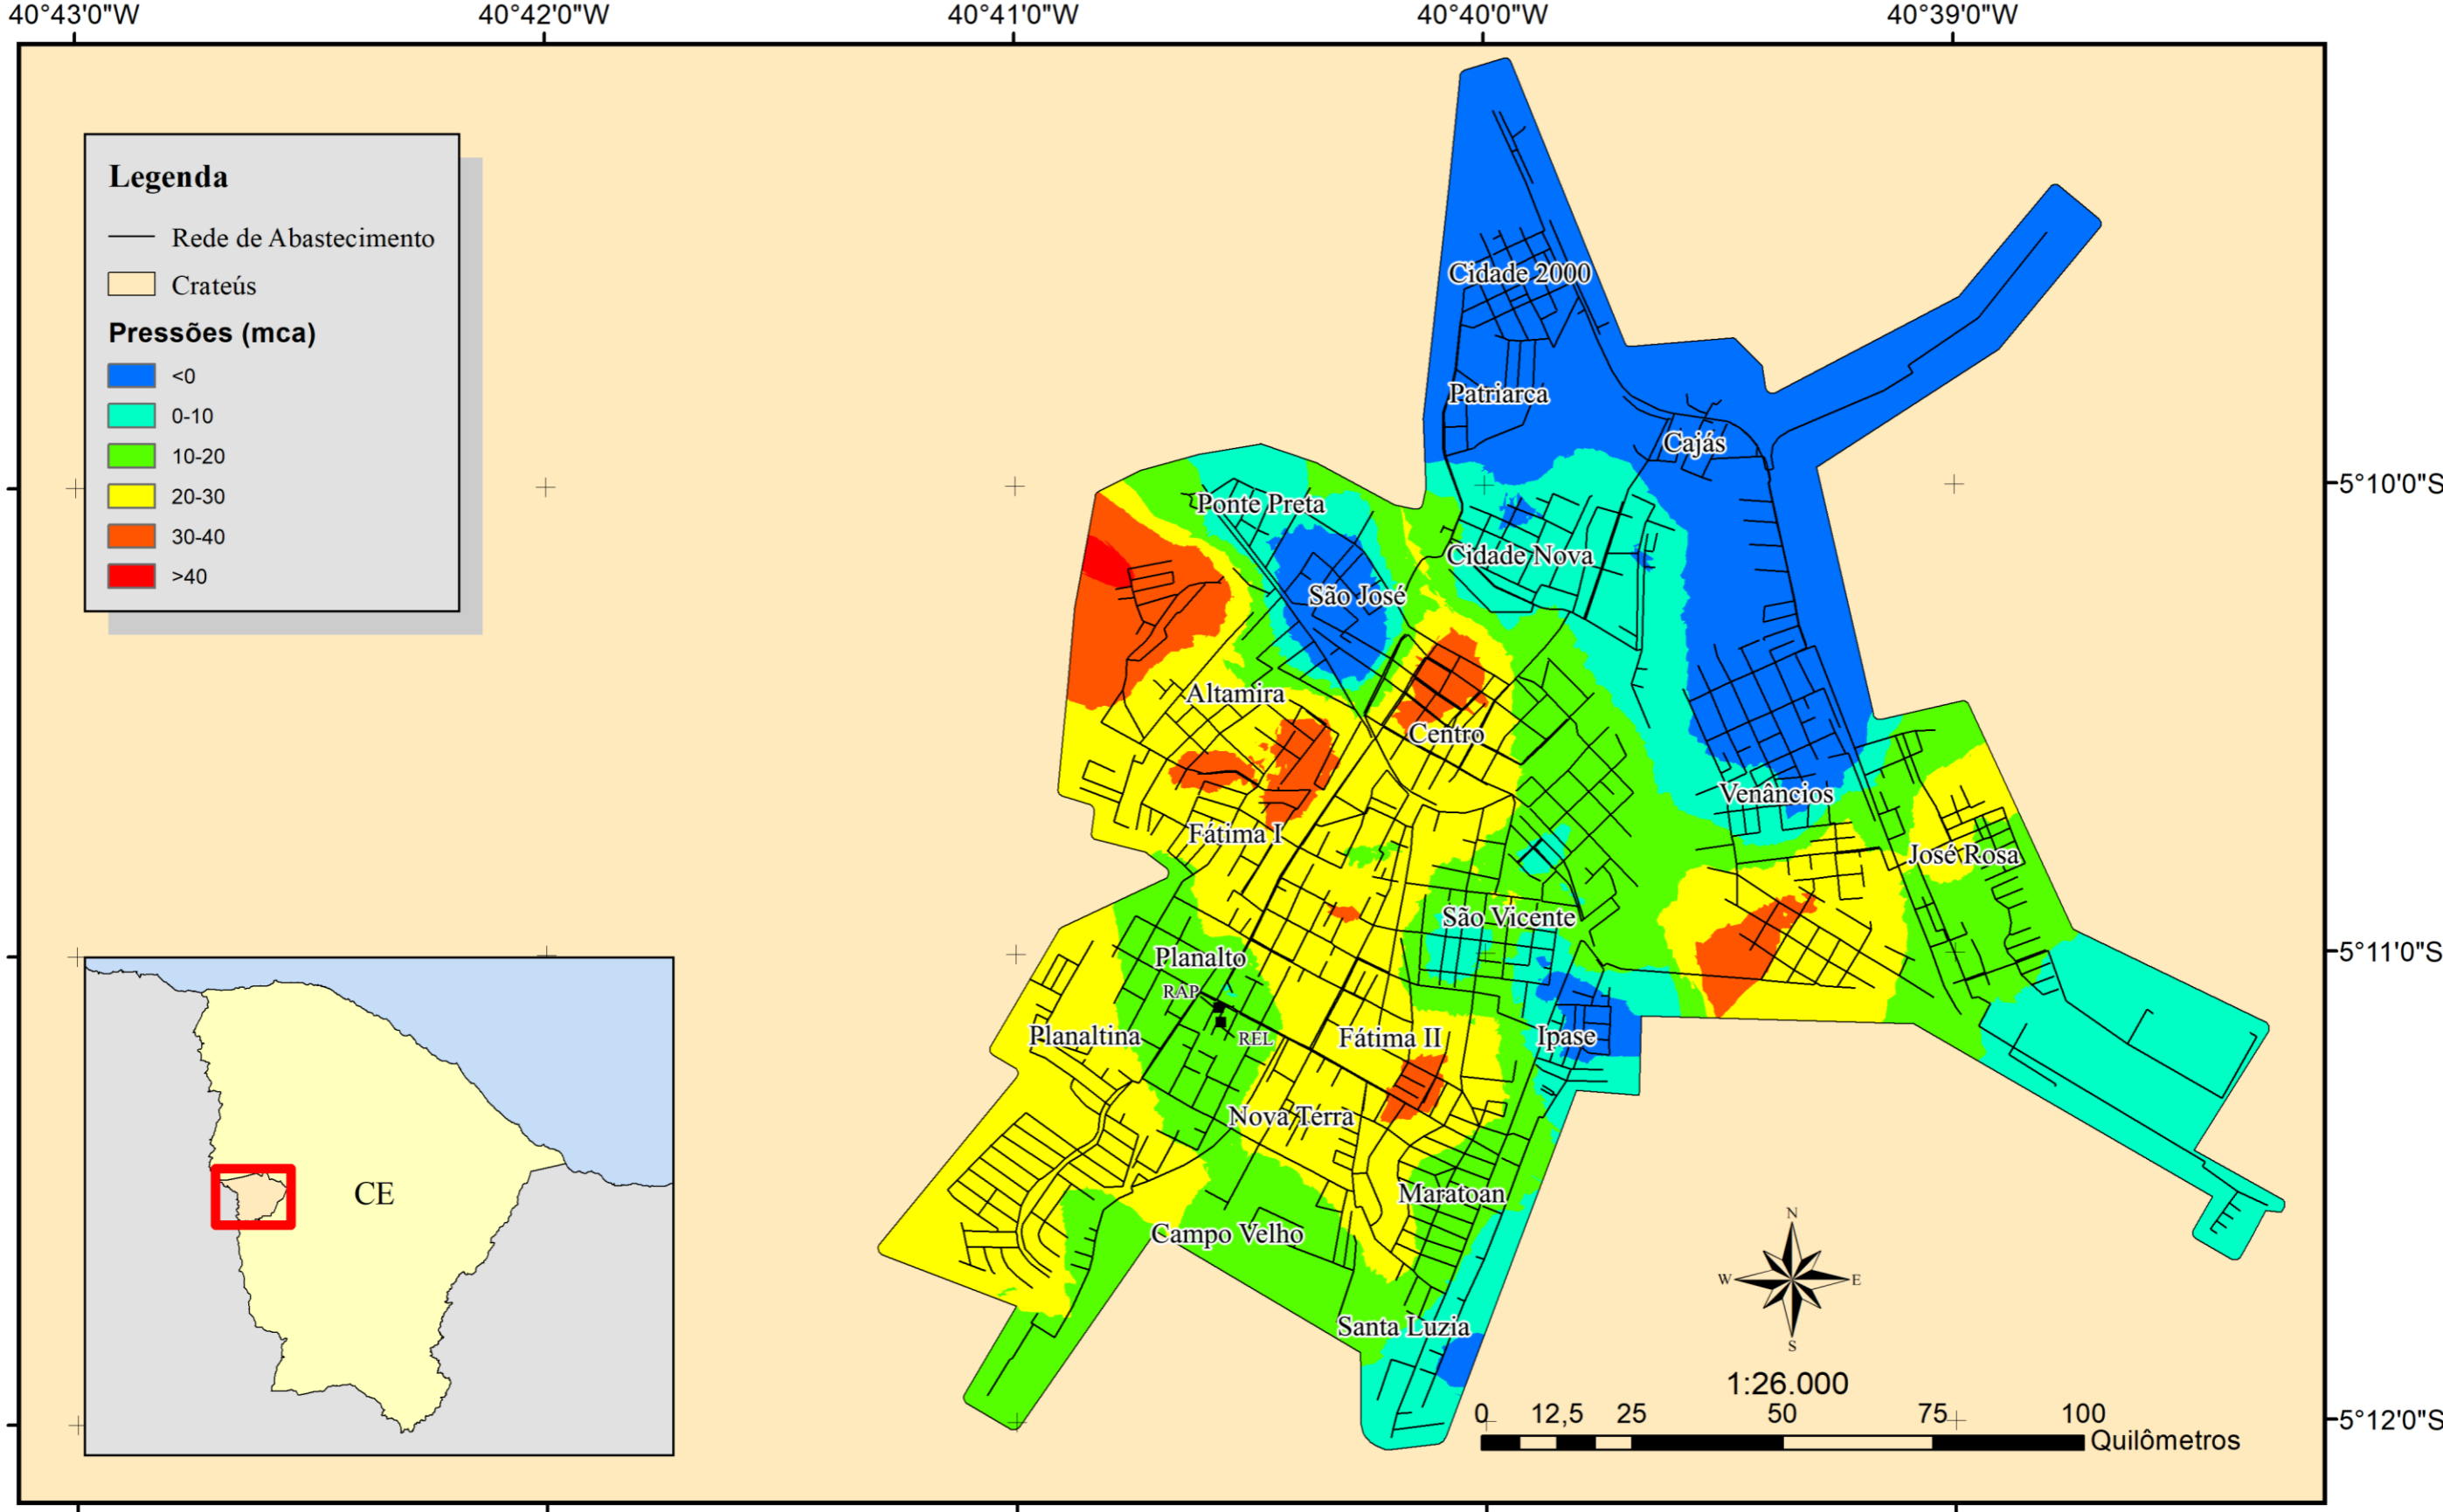 40°43'0"W 40°42'0"W 40°41'0"W 40°40'0"W 40°39'0"W
Legenda
Rede de Abastecimento
Crateús
Pressões (mca)
<0
0-10
10-20
20-30
30-40
>40
Cidade 2000
Patriarca
Cajás
5°10'0"S
Ponte Preta
Cidade Nova
São José
Altamira
Centro
Venâncios
Fátima I
José Rosa
São Vicente
5°11'0"S
Planalto
RAP
REL
Planaltina
Fátima II
Ipase
Nova Terra
Maratoan
Campo Velho
Santa Luzia
CE
N
W E
S
1:26.000
0 12,5 25 50 75 100
Quilômetros
5°12'0"S